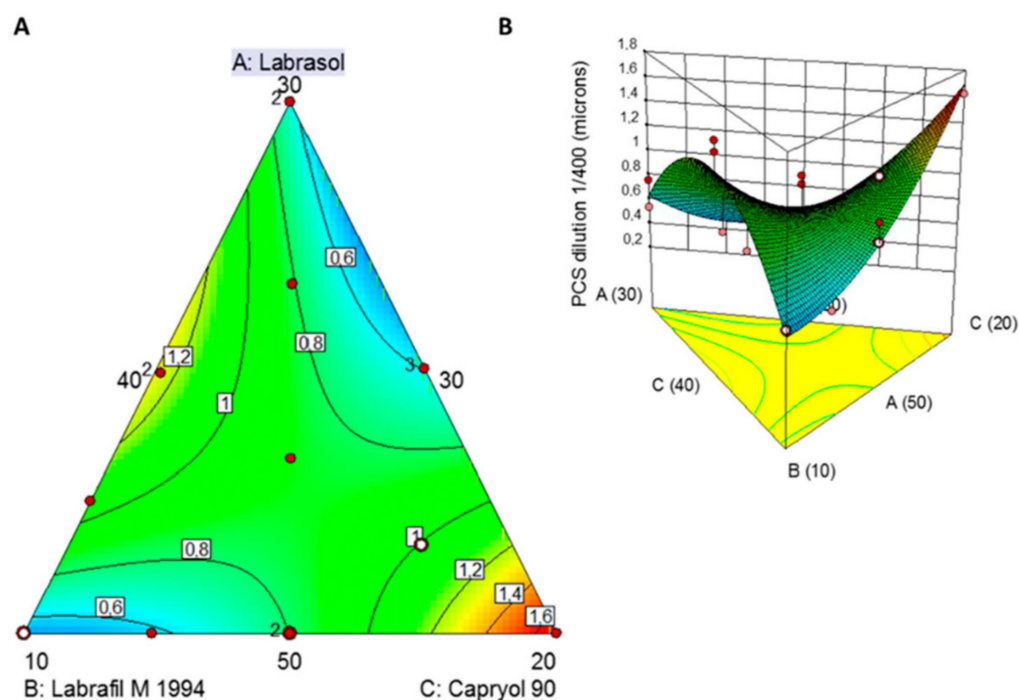 A
A: Labrasol
30
2
0,6
0,8
1,2
40
2
3
30
1
1
0,8
1,2
1,4
0,6
1,6
2
10
50
20
B: Labrafil M 1994
C: Capryol 90
B
PCS dilution 1/400 (microns)
1,8
1,6
1,4
1,2
1
0,8
0,6
0,4
0,2
A (30)
0)
C (20)
C (40)
A (50)
B (10)